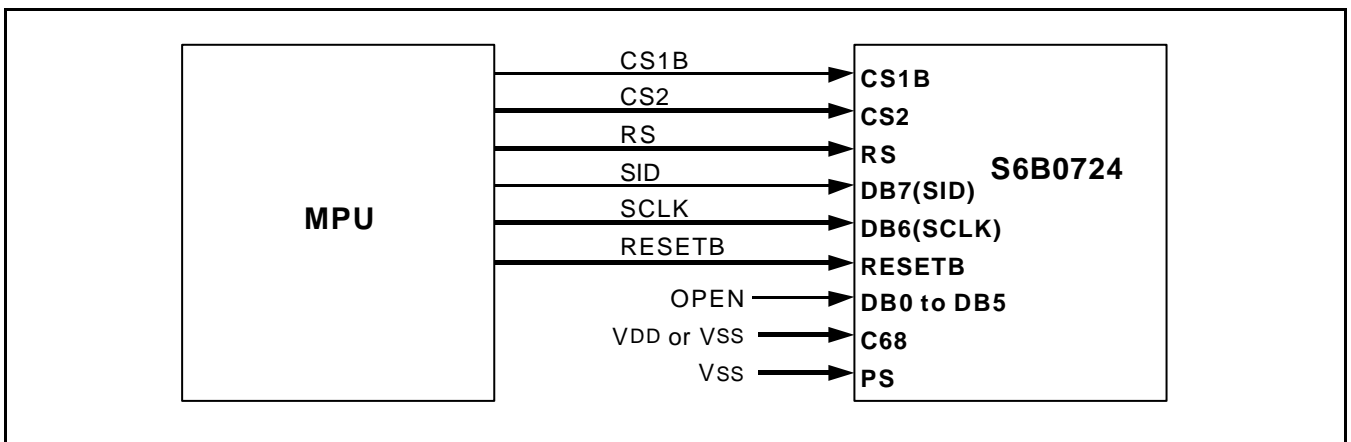 MPU
CS1B
CS2
RS
SID
SCLK
RESETB
OPEN
VDD or VSS
VSS
S6B0724
CS1B
CS2
RS
DB7(SID)
DB6(SCLK)
RESETB
DB0 to DB5
C68
PS